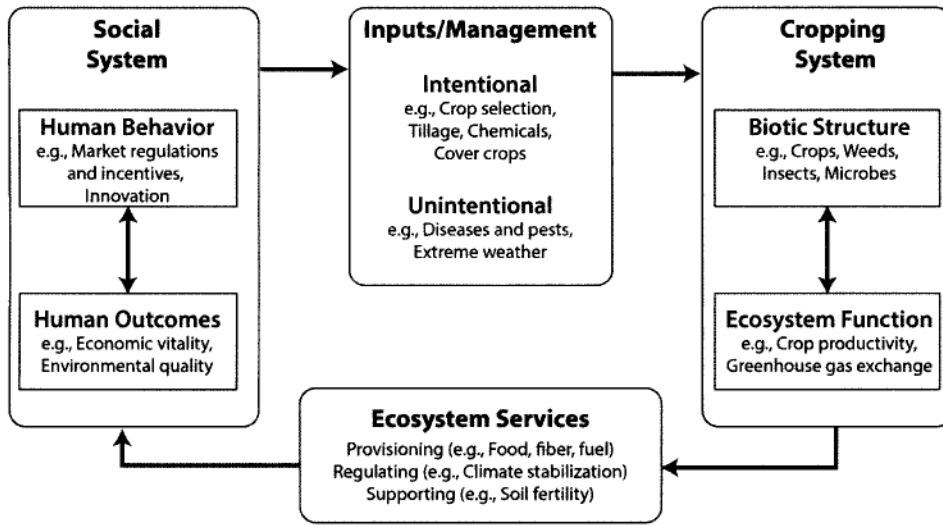 Social
System
Human Behavior
e.g., Market regulations
and incentives,
Innovation
Human Outcomes
e.g., Economic vitality,
Environmental quality
Inputs/Management
Intentional
e.g., Crop selection,
Tillage, Chemicals,
Cover crops
Unintentional
e.g., Diseases and pests,
Extreme weather
Cropping
System
Biotic Structure
e.g., Crops, Weeds,
Insects, Microbes
Ecosystem Function
e.g., Crop productivity,
Greenhouse gas exchange
Ecosystem Services
Provisioning (e.g., Food, fiber, fuel)
Regulating (e.g., Climate stabilization)
Supporting (e.g., Soil fertility)